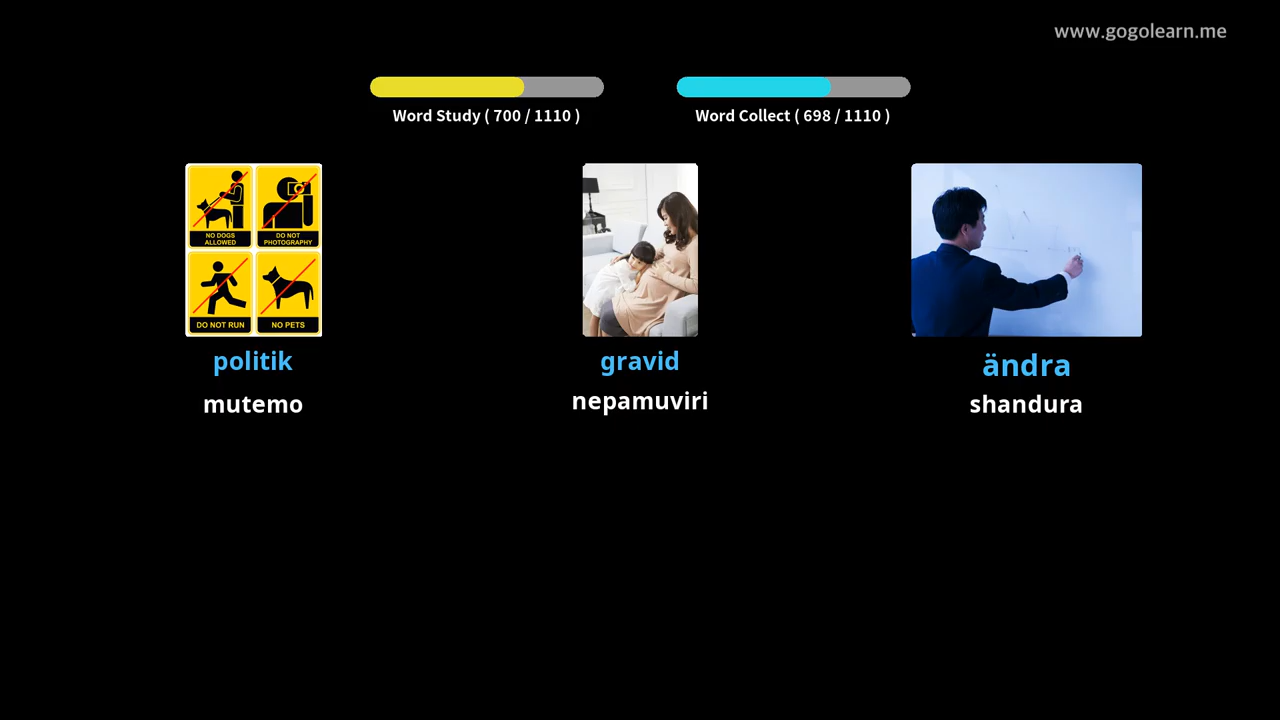 www.gogolearn.me
Word Study ( 700 / 1110 )
Word Collect ( 698 / 1110 )
NO DOGS
ALLOWED
DO NOT
PHOTOGRAPHY
DO NOT RUN
NO PETS
politik
mutemo
gravid
nepamuviri
ändra
shandura